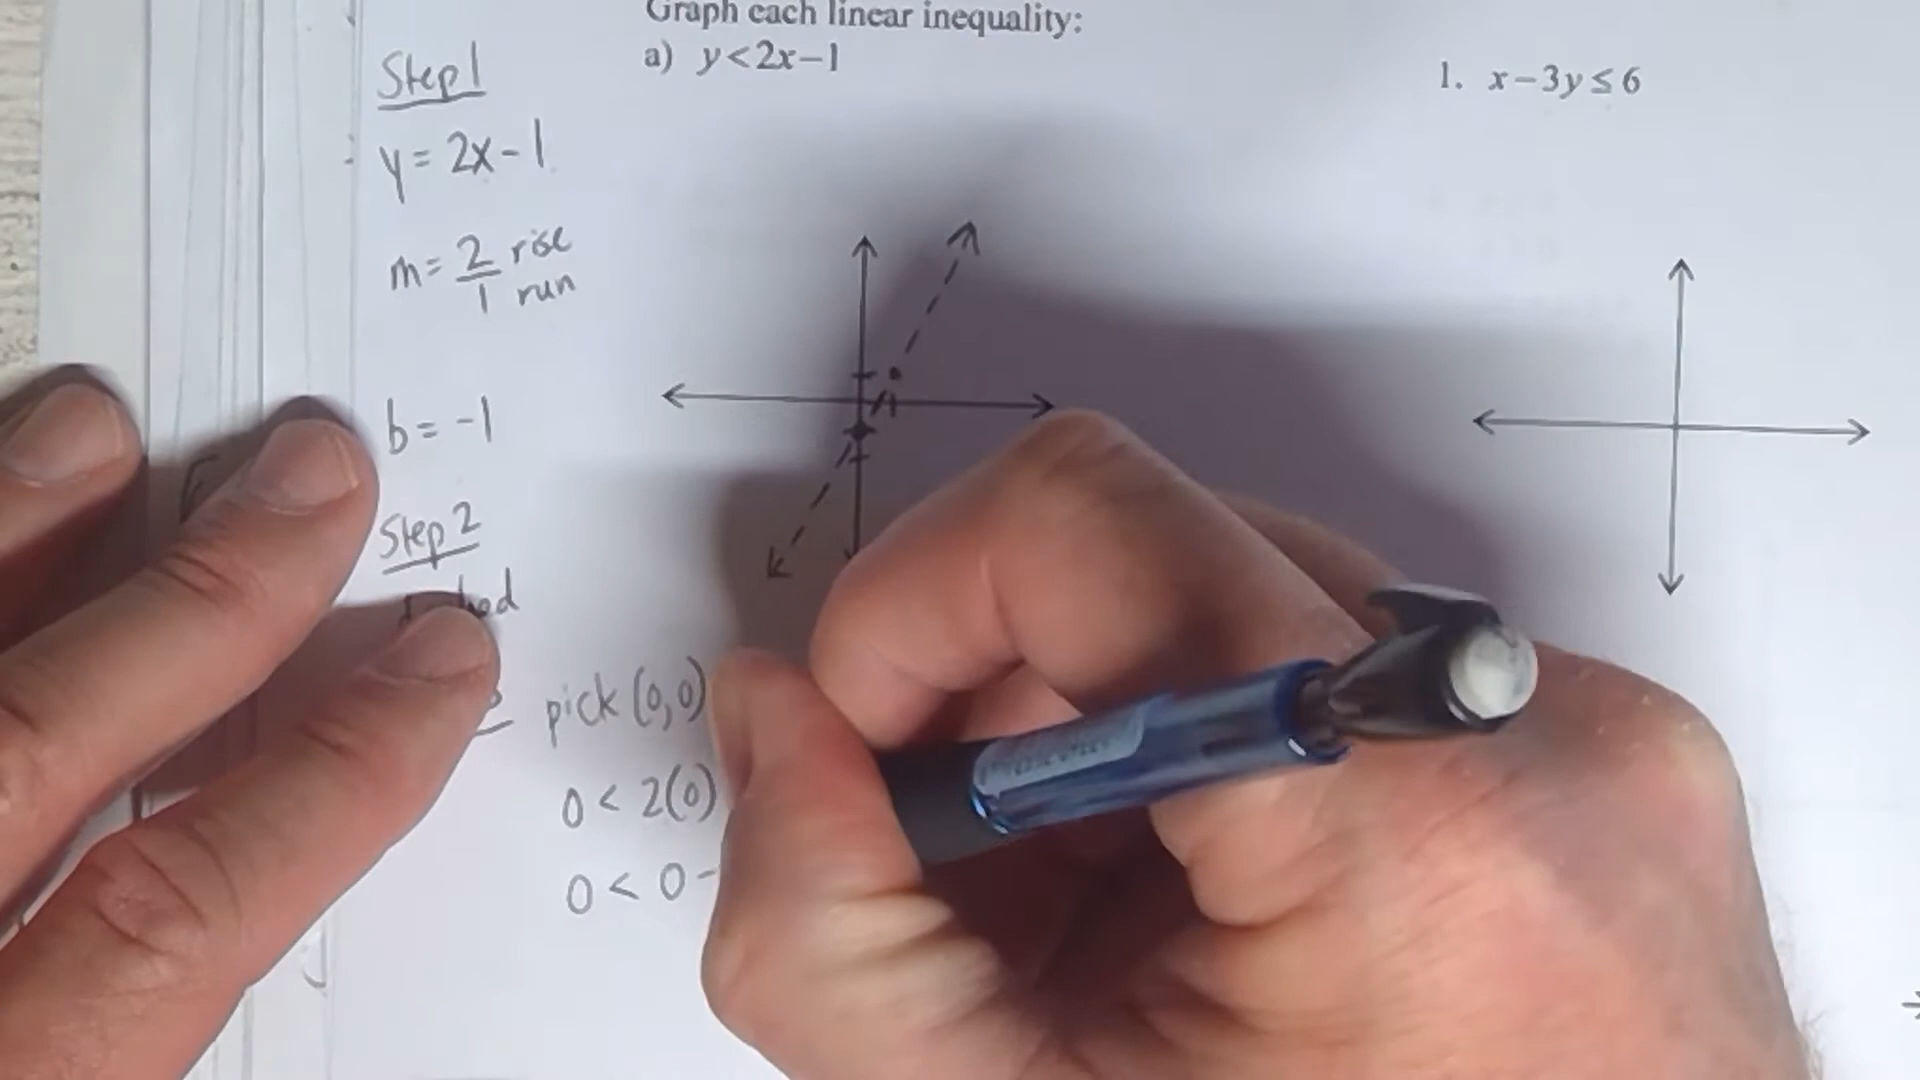 Graph each linear inequality:
a) y<2x−1
Step 1
y = 2x - 1
m = 2/1 rise run
b = -1
Step 2
pick (0,0)
0 < 2(0)
0 < 0 -
1. x−3y≤6